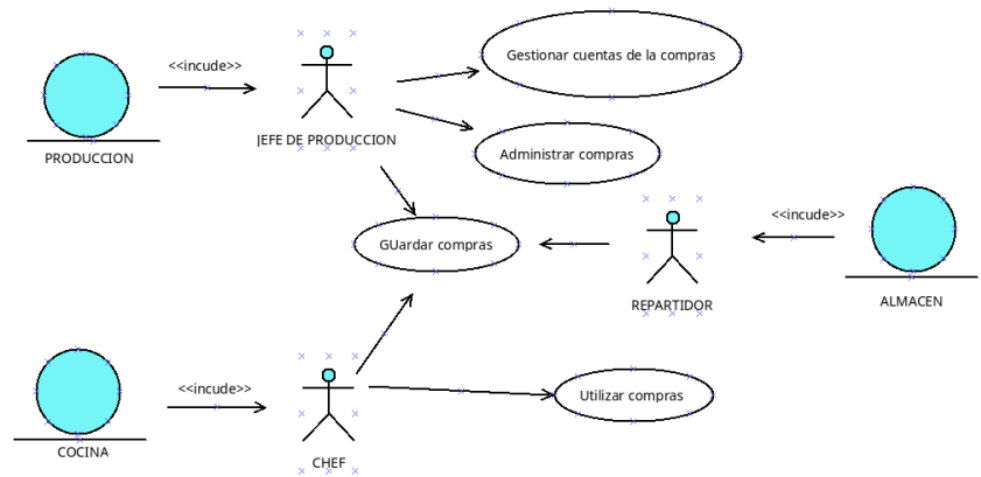 Gestionar cuentas de la compras
<<incude>>
JEFE DE PRODUCCION
PRODUCCION
Administrar compras
<<incude>>
GUardar compras
REPARTIDOR
ALMACEN
<<incude>>
Utilizar compras
COCINA
CHEF